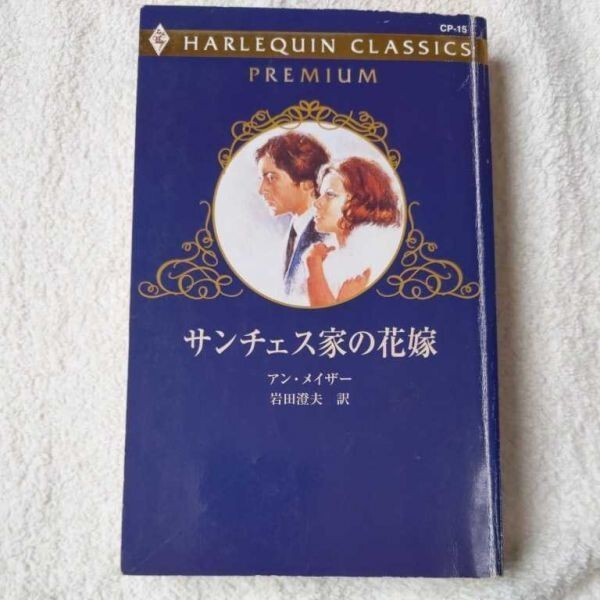 CP-15
HARLEQUIN CLASSICS
PREMIUM
サンチェス家の花嫁
アン・メイザー
岩田澄夫 訳